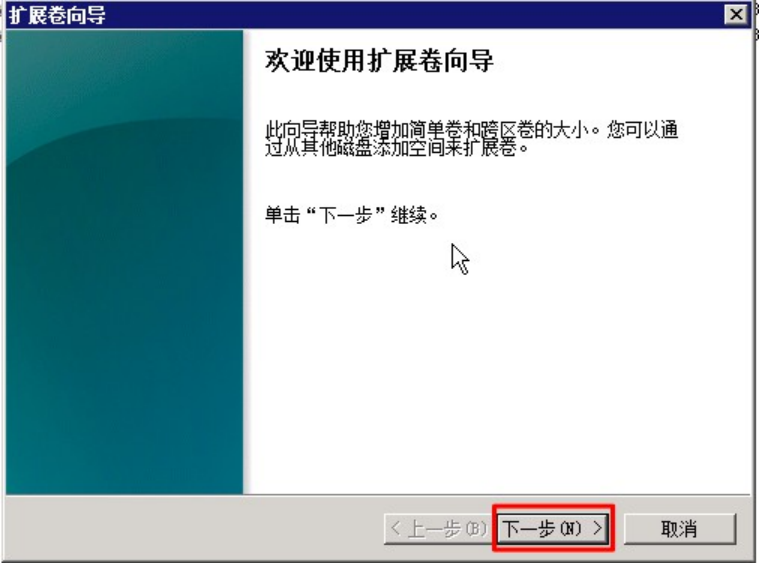 扩展卷向导
欢迎使用扩展卷向导
此向导帮助您增加简单卷和跨区卷的大小。您可以通
过从其他磁盘添加空间来扩展卷。
单击“下一步”继续。
< 上一步(B) 下一步(N) > 取消